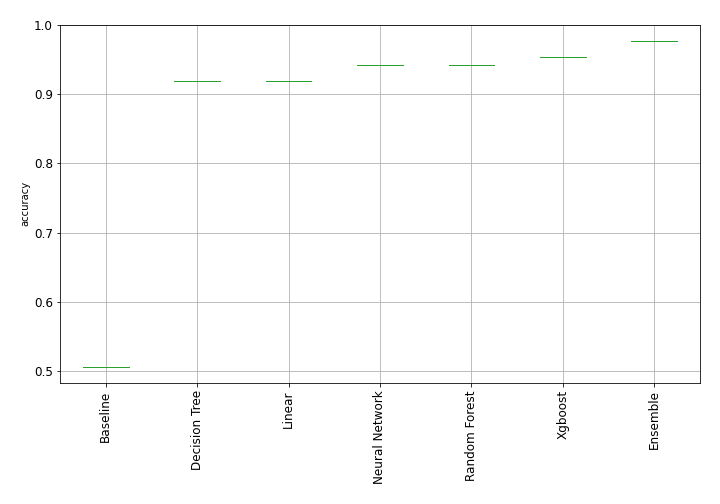 1.0
0.9
0.8
0.7
0.6
0.5
accuracy
Baseline
Decision Tree
Linear
Neural Network
Random Forest
Xgboost
Ensemble